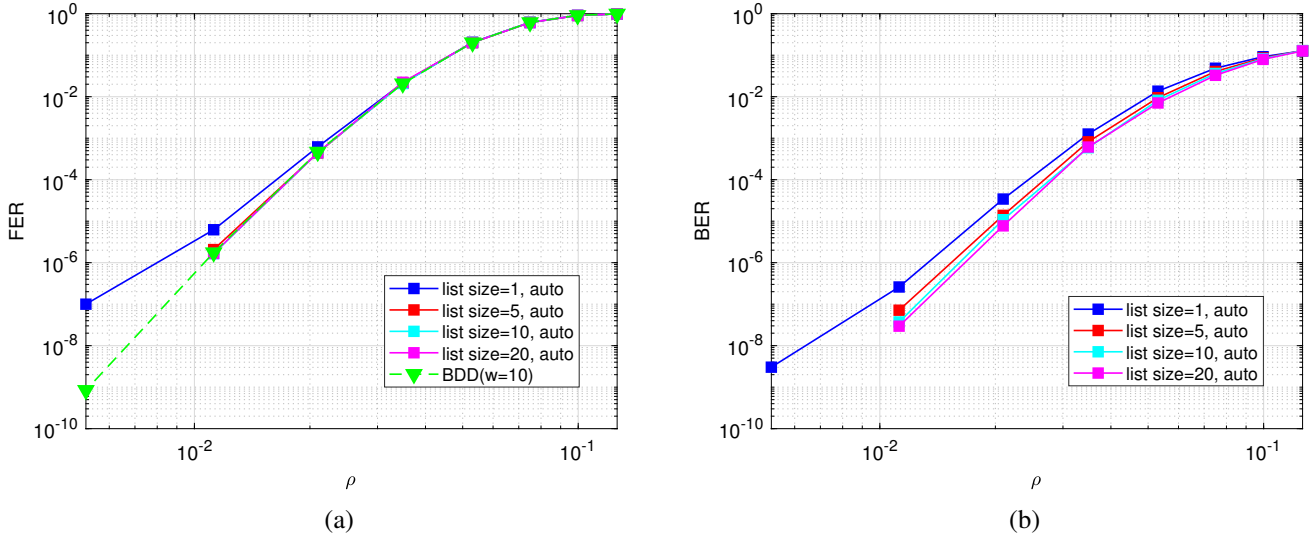 10^0
10^-2
10^-4
10^-6
10^-8
10^-10
FER
10^-2
10^-1
ρ
list size=1, auto
list size=5, auto
list size=10, auto
list size=20, auto
BDD(w=10)
(a)
10^0
10^-2
10^-4
10^-6
10^-8
10^-10
BER
10^-2
10^-1
ρ
list size=1, auto
list size=5, auto
list size=10, auto
list size=20, auto
(b)